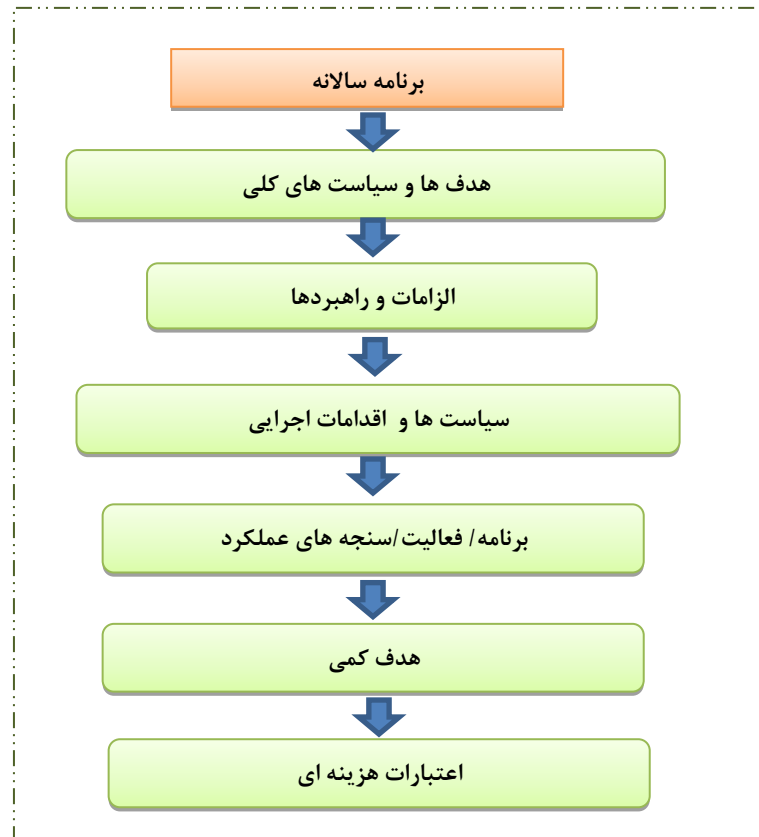 برنامه سالانه
هدف ها و سیاست های کلی
الزامات و راهبردها
سیاست ها و اقدامات اجرایی
برنامه/ فعالیت/سنجه های عملکرد
هدف کمی
اعتبارات هزینه ای